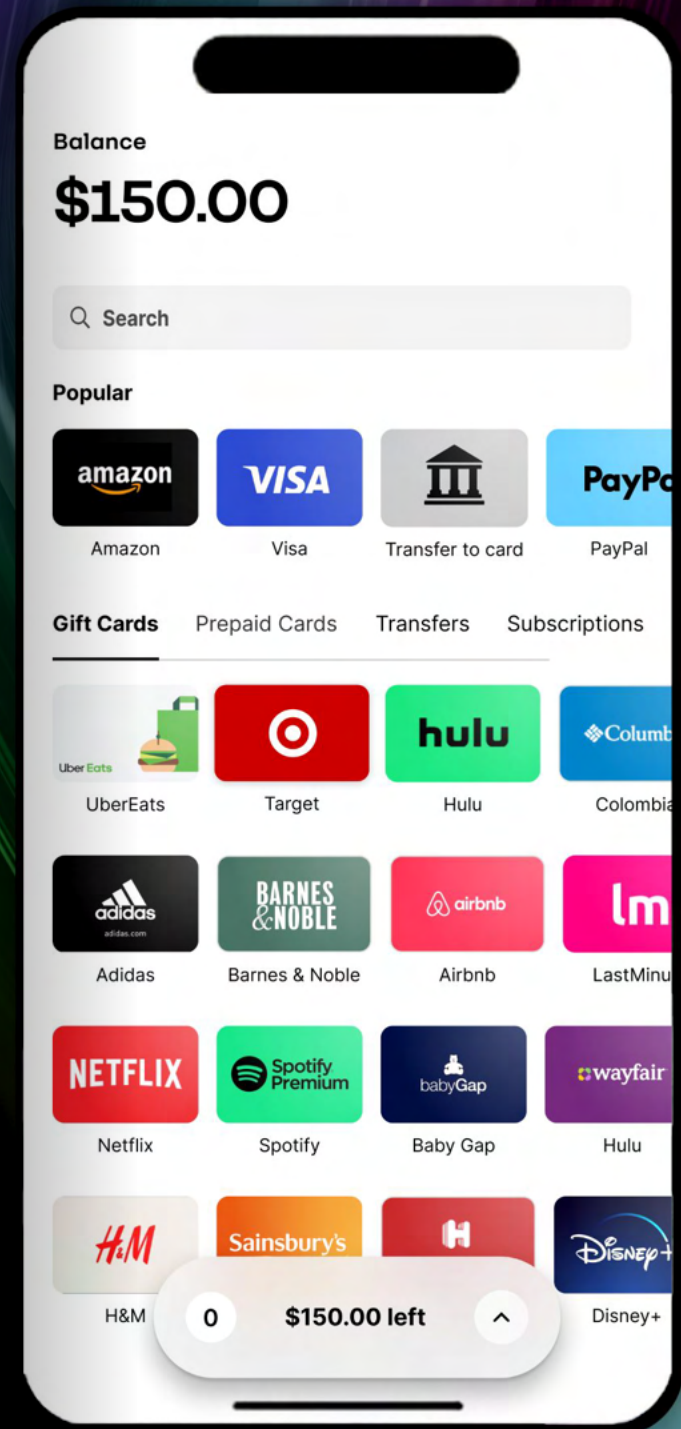 Balance
$150.00
Search
Popular
amazon VISA PayPa
Amazon Visa Transfer to card PayPal
Gift Cards Prepaid Cards Transfers Subscriptions
Uber Eats hulu Columb
UberEats Target Hulu Colombia
adidas
adidas.com
BARNES
&NOBLE
airbnb
lm
Adidas Barnes & Noble Airbnb LastMinu
NETFLIX
Spotify
Premium
babyGap
wayfair
Netflix Spotify Baby Gap Hulu
H&M Sainsbury's H Disney+
H&M Disney+
0 $150.00 left